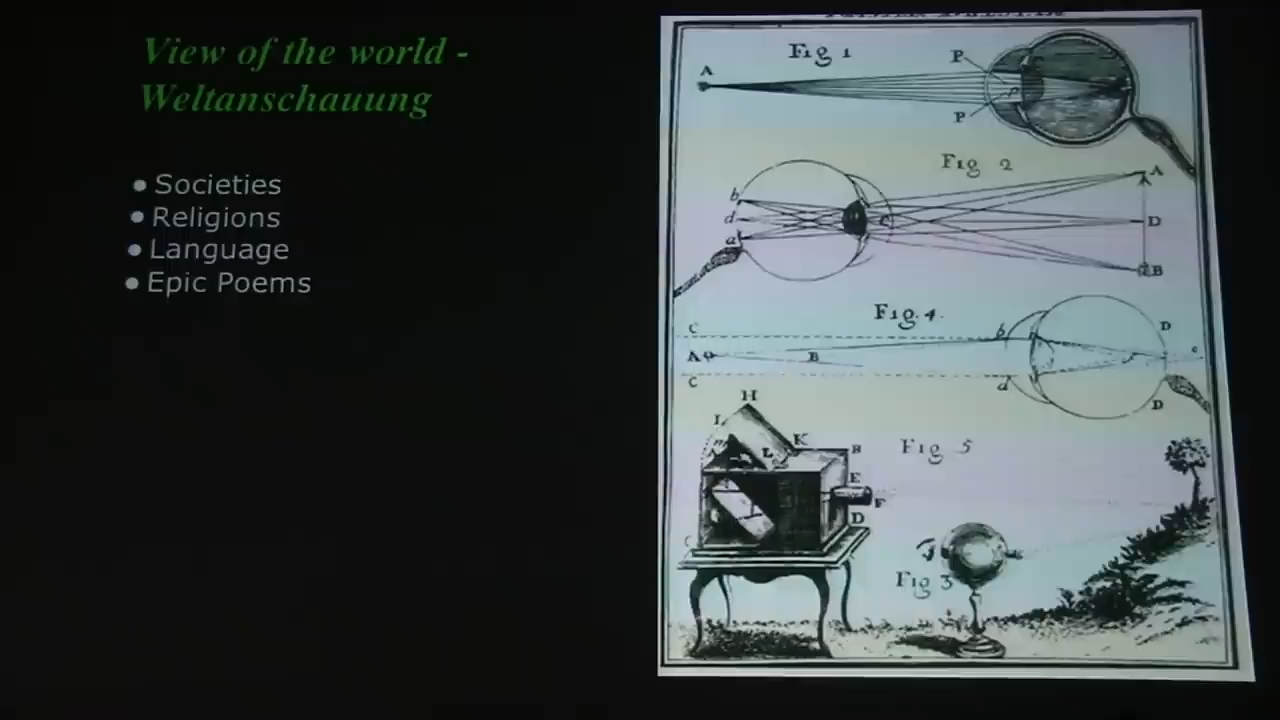 View of the world -
Weltanschauung
• Societies
• Religions
• Language
• Epic Poems
Fig 1
A
P
P
Fig 2
b
d
a
C
A
D
B
Fig. 4.
C
A
B
C
b
d
D
e
D
H
I
K
L
B
E
F
D
C
Fig 5
Fig 3